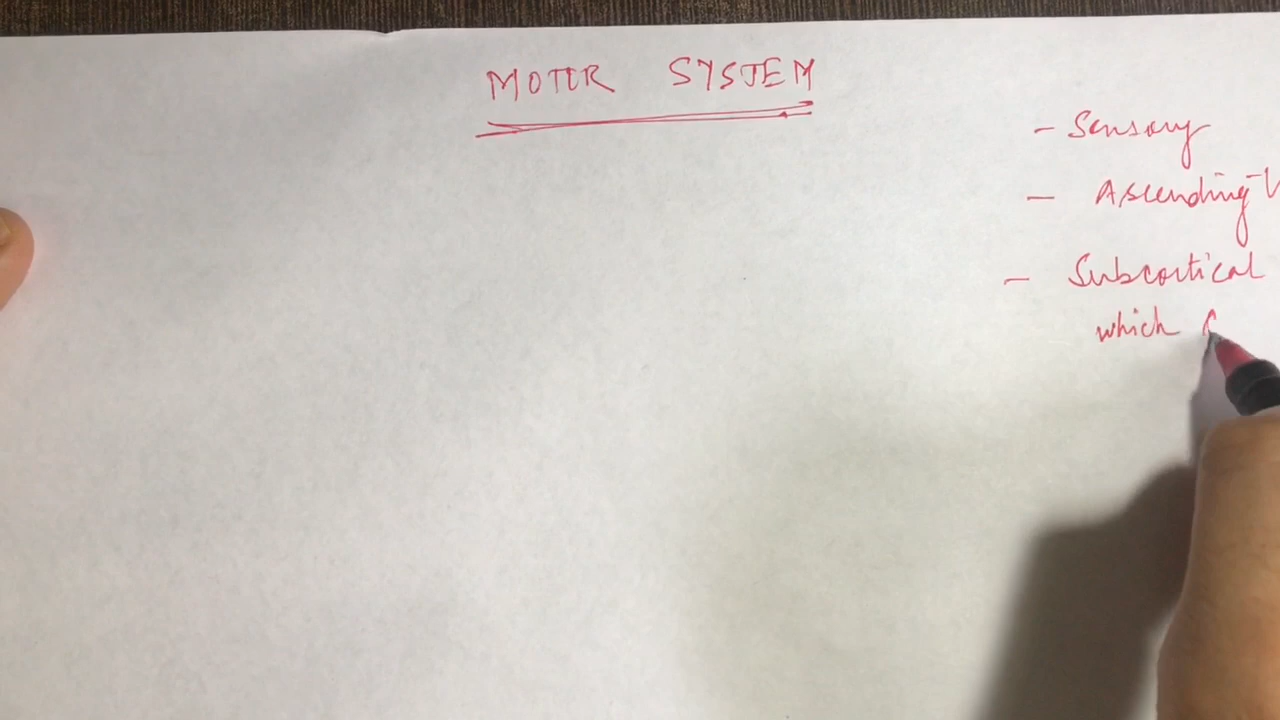 MOTOR SYSTEM
- Sensory
- Ascending
- Subcortical
which